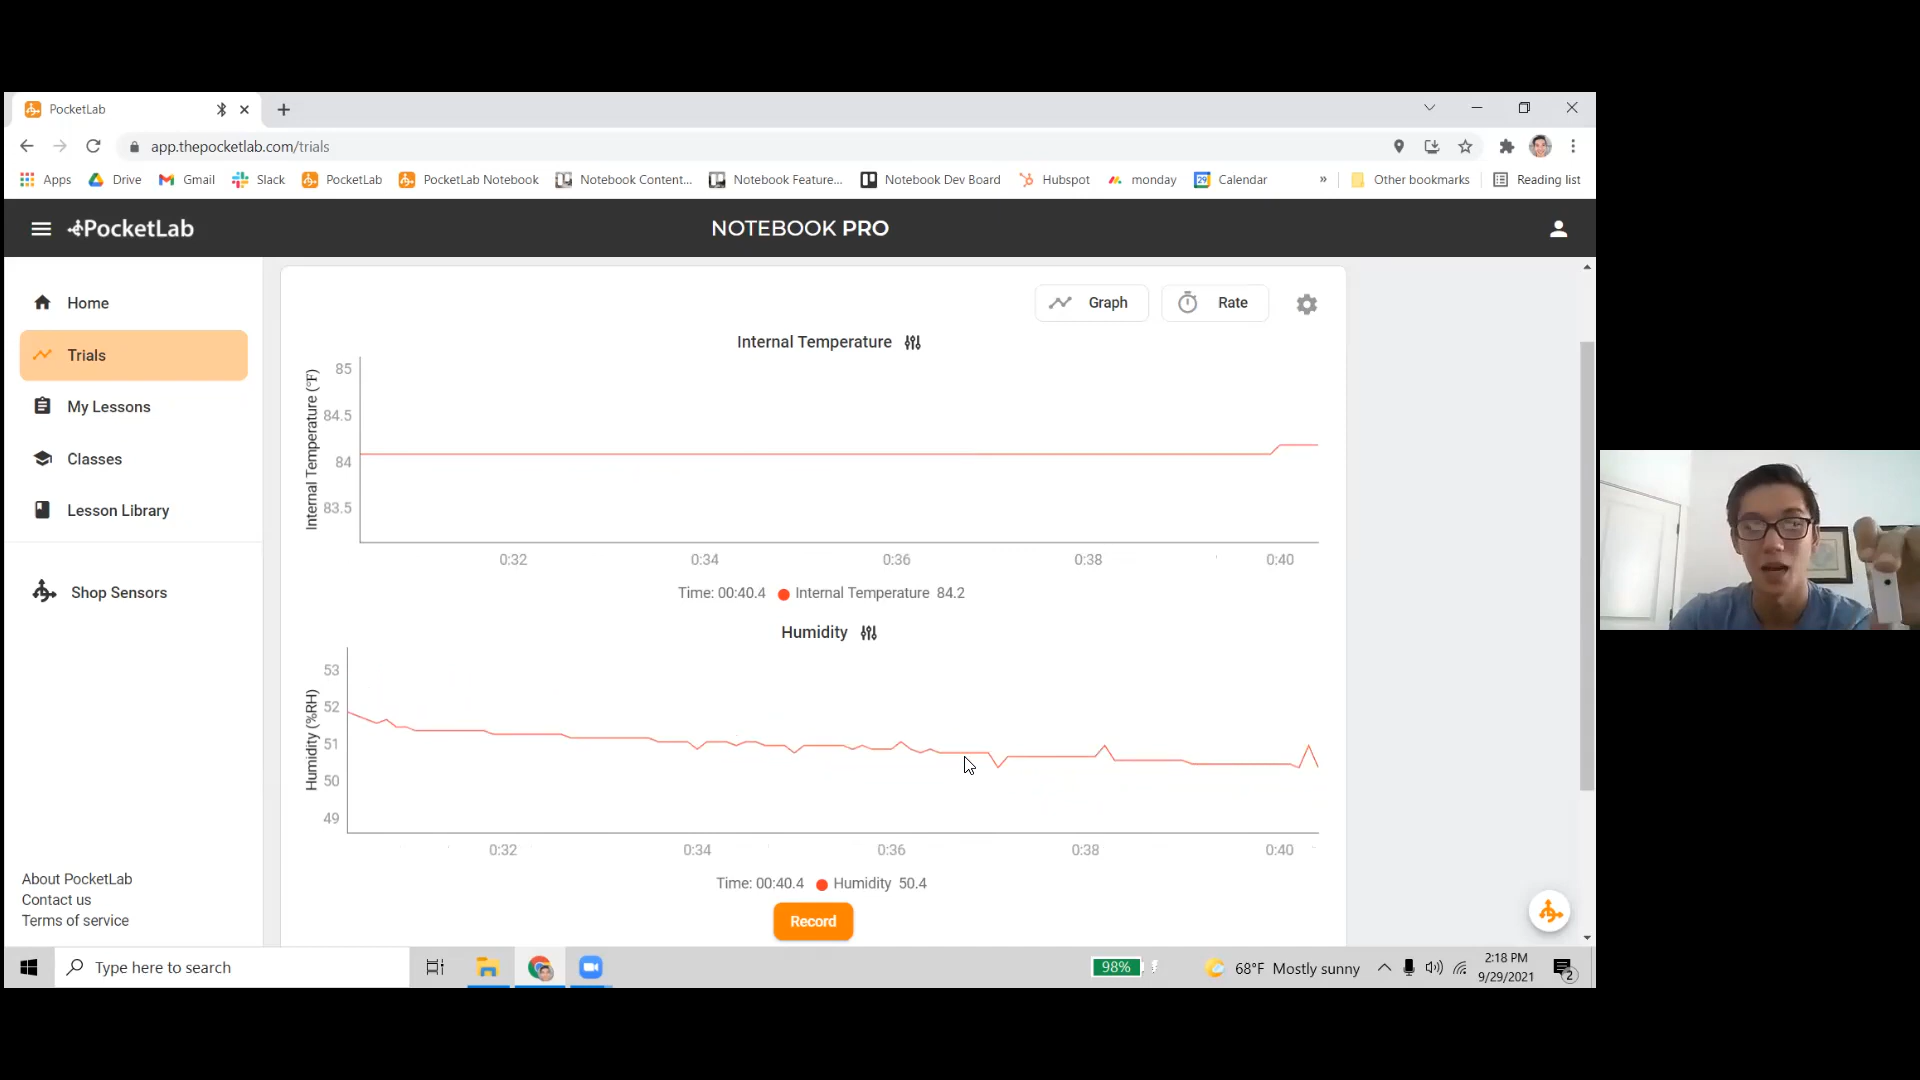 PocketLab
app.thepocketlab.com/trials
Apps Drive Gmail Slack PocketLab PocketLab Notebook Notebook Content... Notebook Feature... Notebook Dev Board Hubspot monday 29 Calendar » Other bookmarks Reading list
PocketLab NOTEBOOK PRO
Home
Trials
My Lessons
Classes
Lesson Library
Shop Sensors
About PocketLab
Contact us
Terms of service
Graph Rate
Internal Temperature
Internal Temperature (°F)
85
84.5
84
83.5
0:32 0:34 0:36 0:38 0:40
Time: 00:40.4 Internal Temperature 84.2
Humidity
Humidity (%RH)
53
52
51
50
49
0:32 0:34 0:36 0:38 0:40
Time: 00:40.4 Humidity 50.4
Record
Type here to search
98%
68°F Mostly sunny
2:18 PM
9/29/2021
2